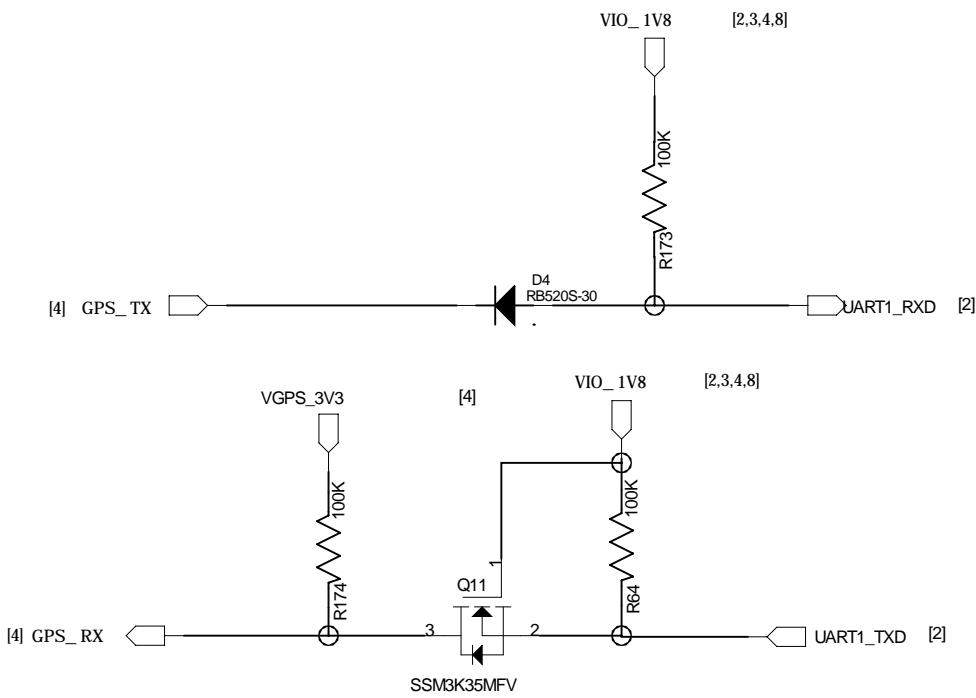 VIO_ 1V8 [2,3,4,8]
100K
R173
D4
RB520S-30
[4] GPS_ TX
UART1_RXD [2]
VIO_ 1V8 [2,3,4,8]
VGPS_3V3 [4]
100K
R174
100K
R64
1
Q11
3
2
[4] GPS_ RX
UART1_TXD [2]
SSM3K35MFV